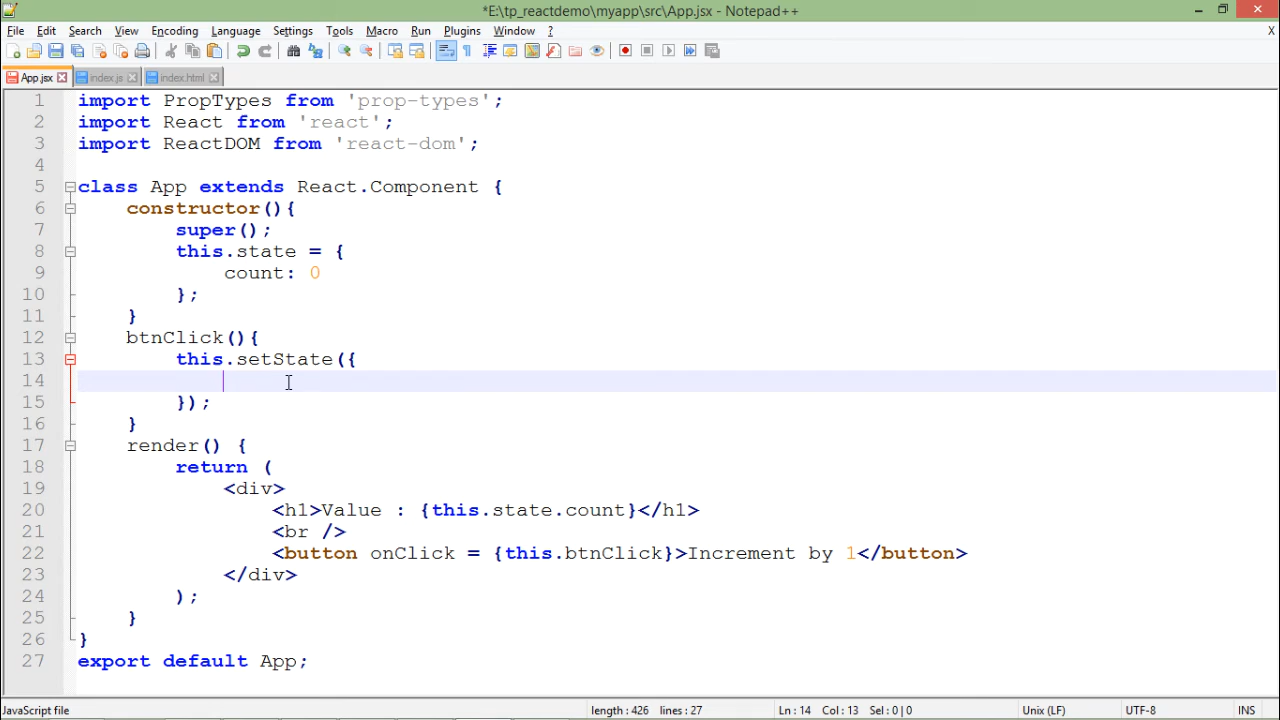 *E:\tp_reactdemo\myapp\src\App.jsx - Notepad++
File Edit Search View Encoding Language Settings Tools Macro Run Plugins Window ? X
App.jsx index.js index.html
1 import PropTypes from 'prop-types';
2 import React from 'react';
3 import ReactDOM from 'react-dom';
4
5 class App extends React.Component {
6 constructor(){
7 super();
8 this.state = {
9 count: 0
10 };
11 }
12 btnClick(){
13 this.setState({
14
15 });
16 }
17 render() {
18 return (
19 <div>
20 <h1>Value : {this.state.count}</h1>
21 <br />
22 <button onClick = {this.btnClick}>Increment by 1</button>
23 </div>
24 );
25 }
26 }
27 export default App;
JavaScript file length : 426 lines : 27 Ln : 14 Col : 13 Sel : 0 | 0 Unix (LF) UTF-8 INS